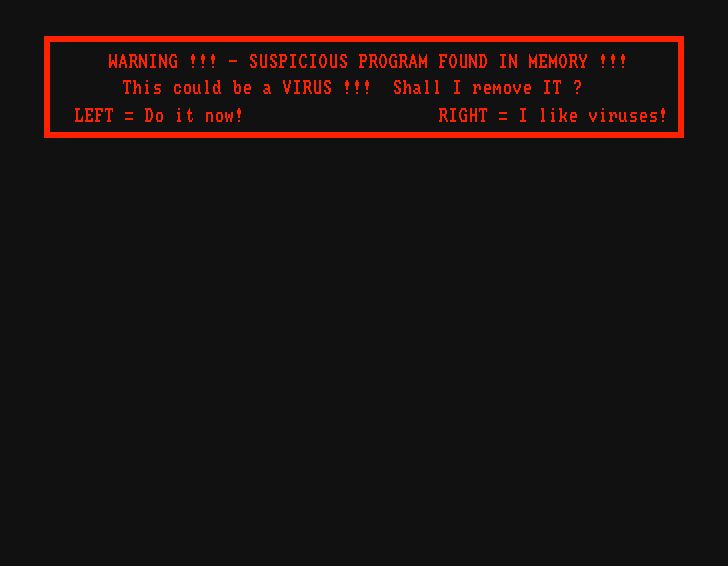 WARNING !!! - SUSPICIOUS PROGRAM FOUND IN MEMORY !!!
This could be a VIRUS !!!  Shall I remove IT ?
LEFT = Do it now!                    RIGHT = I like viruses!